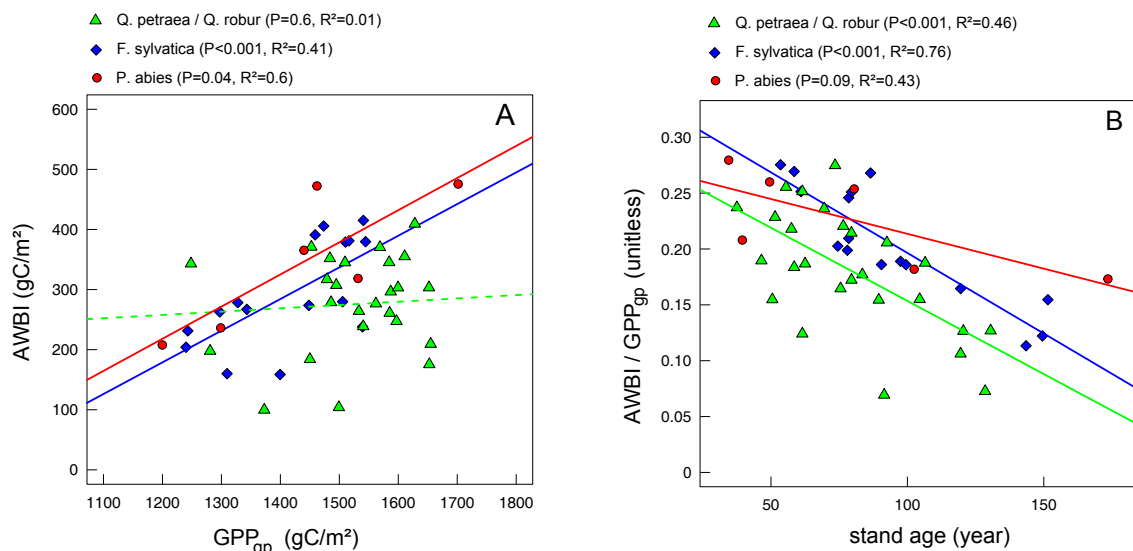 Q. petraea / Q. robur (P=0.6, R²=0.01)
F. sylvatica (P<0.001, R²=0.41)
P. abies (P=0.04, R²=0.6)
A
600
500
400
300
200
100
0
AWBI (gC/m²)
1100 1200 1300 1400 1500 1600 1700 1800
GPPgp (gC/m²)
Q. petraea / Q. robur (P<0.001, R²=0.46)
F. sylvatica (P<0.001, R²=0.76)
P. abies (P=0.09, R²=0.43)
B
0.30
0.25
0.20
0.15
0.10
0.05
0
AWBI / GPPgp (unitless)
50 100 150
stand age (year)